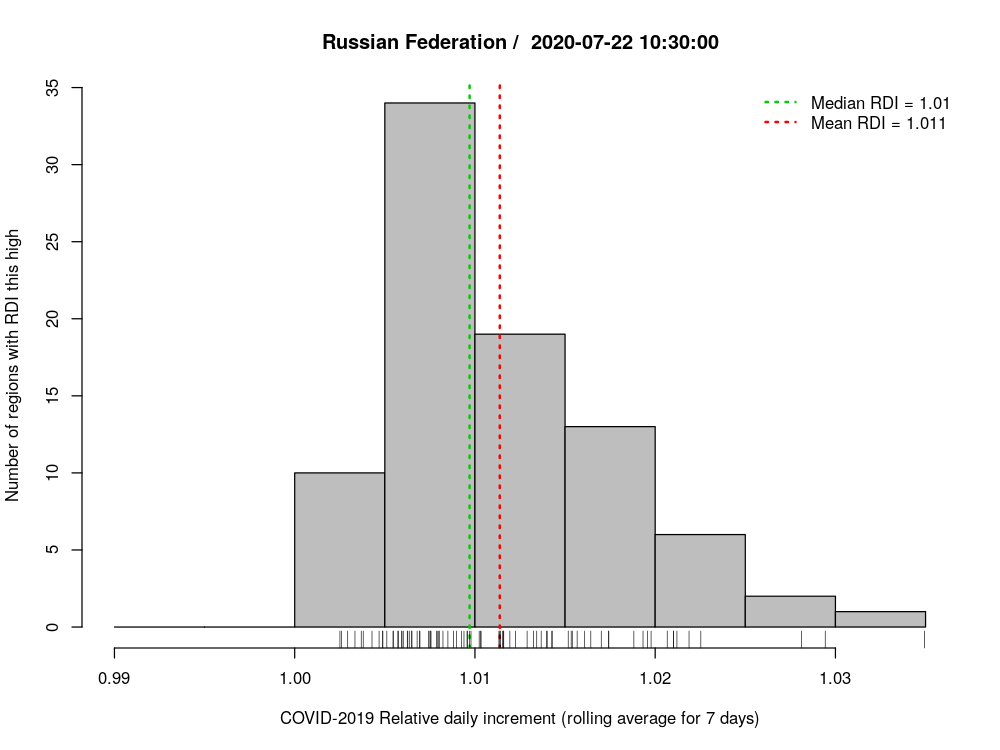 Russian Federation /  2020-07-22 10:30:00
Median RDI = 1.01
Mean RDI = 1.011
Number of regions with RDI this high
35
30
25
20
15
10
5
0
0.99 1.00 1.01 1.02 1.03
COVID-2019 Relative daily increment (rolling average for 7 days)